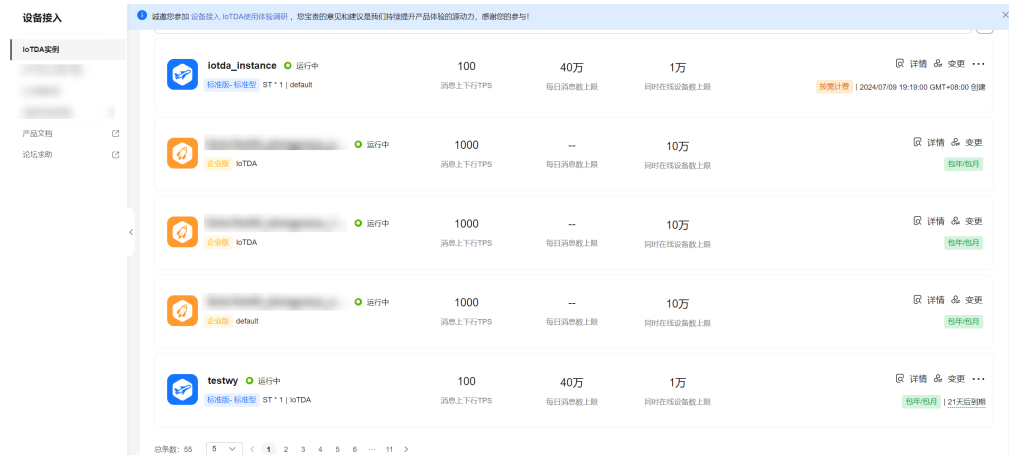 设备接入
诚邀您参加 设备接入 IoTDA使用体验调研 ，您宝贵的意见和建议是我们持续提升产品体验的源动力，感谢您的参与!
IoTDA实例
产品文档
论坛求助
iotda_instance 运行中
标准版- 标准型 ST * 1 | default
100
消息上下行TPS
40万
每日消息数上限
1万
同时在线设备数上限
详情 变更 ···
按需计费 | 2024/07/09 19:19:00 GMT+08:00 创建
运行中
企业版 IoTDA
1000
消息上下行TPS
--
每日消息数上限
10万
同时在线设备数上限
详情 变更
包年/包月
运行中
企业版 IoTDA
1000
消息上下行TPS
--
每日消息数上限
10万
同时在线设备数上限
详情 变更
包年/包月
运行中
企业版 default
1000
消息上下行TPS
--
每日消息数上限
10万
同时在线设备数上限
详情 变更
包年/包月
testwy 运行中
标准版- 标准型 ST * 1 | IoTDA
100
消息上下行TPS
40万
每日消息数上限
1万
同时在线设备数上限
详情 变更 ···
包年/包月 | 21天后到期
总条数: 55 5 < 1 2 3 4 5 6 ··· 11 >